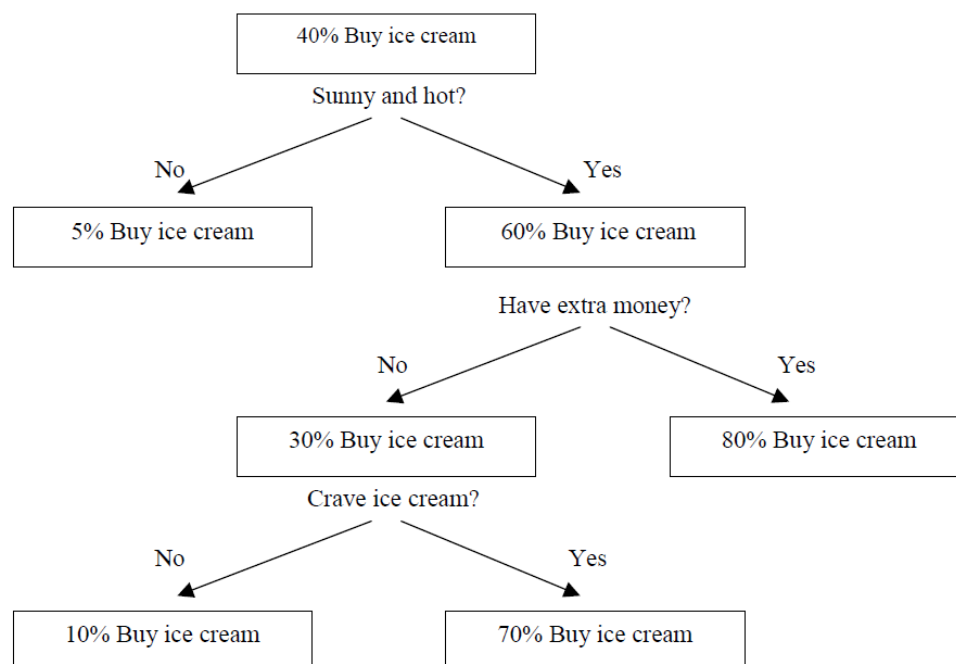 40% Buy ice cream
Sunny and hot?
No
Yes
5% Buy ice cream
60% Buy ice cream
Have extra money?
No
Yes
30% Buy ice cream
80% Buy ice cream
Crave ice cream?
No
Yes
10% Buy ice cream
70% Buy ice cream